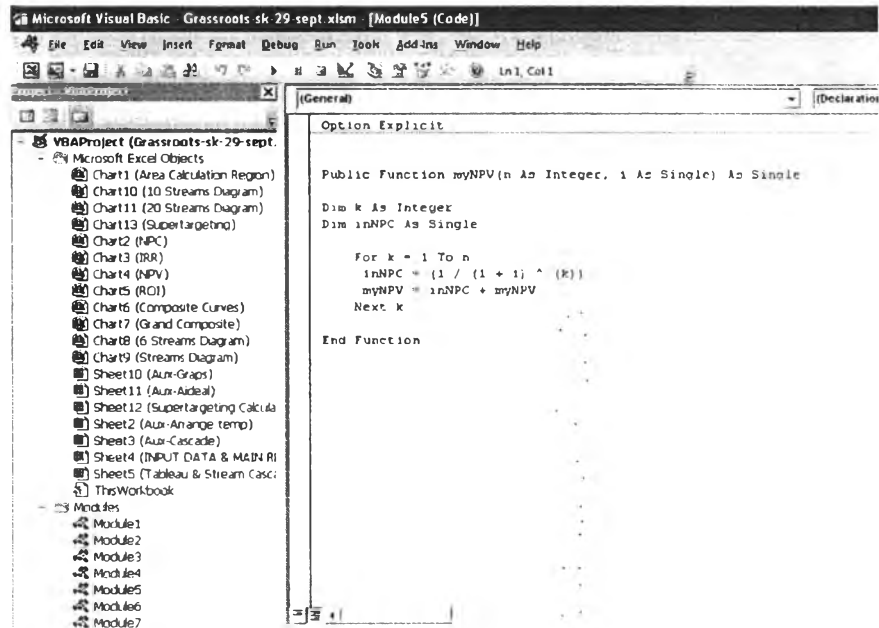 Microsoft Visual Basic - Grassroots-sk-29-sept.xlsm - [Module5 (Code)]
File Edit View Insert Format Debug Run Tools Add-Ins Window Help
Ln 1, Col 1
VBAProject (Grassroots-sk-29-sept.
Microsoft Excel Objects
Chart1 (Area Calculation Region)
Chart10 (10 Streams Diagram)
Chart11 (20 Streams Diagram)
Chart13 (Supertargeting)
Chart2 (NPC)
Chart3 (IRR)
Chart4 (NPV)
Chart5 (ROI)
Chart6 (Composite Curves)
Chart7 (Grand Composite)
Chart8 (6 Streams Diagram)
Chart9 (Streams Diagram)
Sheet10 (Aux-Graps)
Sheet11 (Aux-Aideal)
Sheet12 (Supertargeting Calcula
Sheet2 (Aux-Arrange temp)
Sheet3 (Aux-Cascade)
Sheet4 (INPUT DATA & MAIN RE
Sheet5 (Tableau & Stream Casca
ThisWorkbook
Modules
Module1
Module2
Module3
Module4
Module5
Module6
Module7
(General)
(Declaration
Option Explicit
Public Function myNPV(n As Integer, i As Single) As Single
Dim k As Integer
Dim inNPC As Single
For k = 1 To n
inNPC = (1 / (1 + i) ^ (k))
myNPV = inNPC + myNPV
Next k
End Function